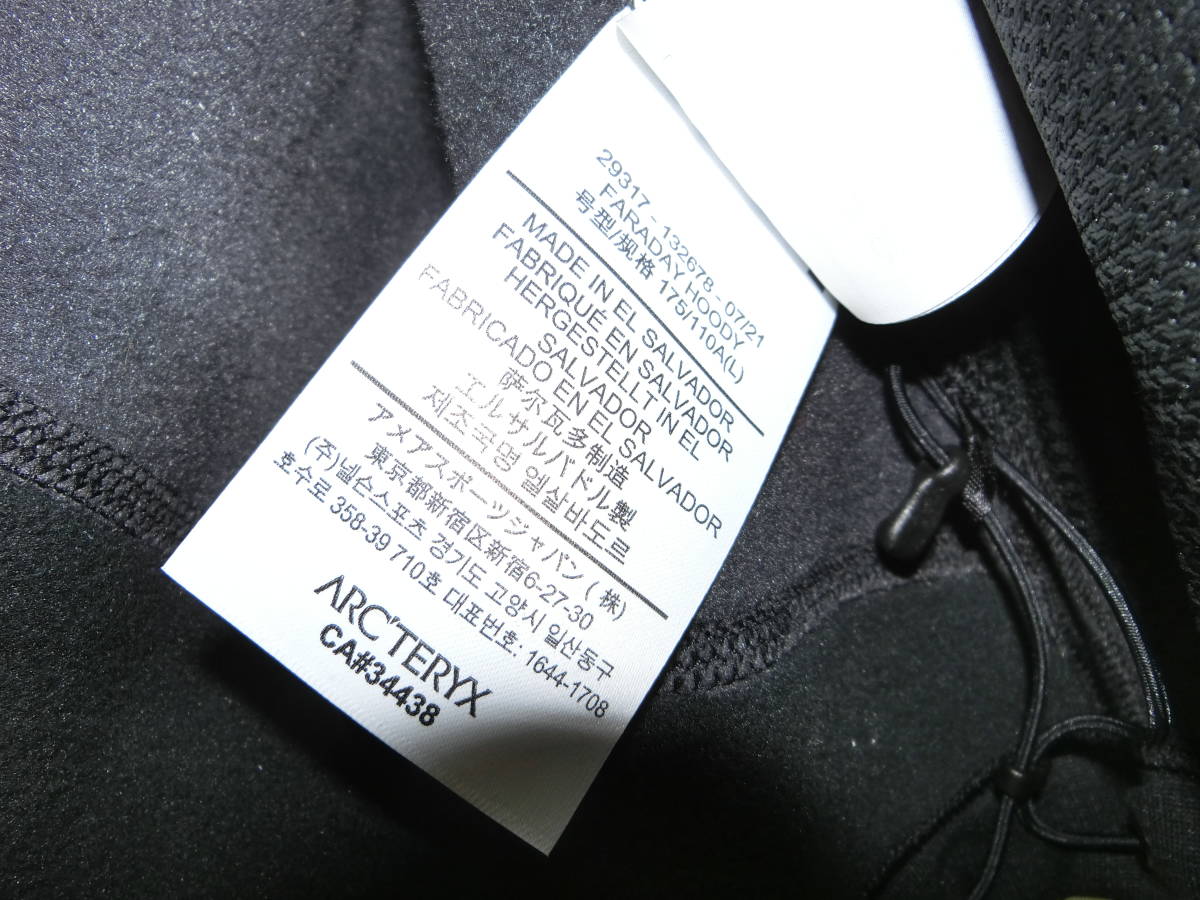 29317 - 132678 - 07/21
FARADAY HOODY
号型/规格 175/110A(L)
MADE IN EL SALVADOR
FABRIQUÉ EN SALVADOR
HERGESTELLT IN EL
SALVADOR
FABRICADO EN EL SALVADOR
萨尔瓦多制造
エルサルバドル製
제조국명 엘살바도르
アメアスポーツジャパン (株)
東京都新宿区新宿6-27-30
(주)넬슨스포츠 경기도 고양시 일산동구
호수로 358-39 710호 대표번호: 1644-1708
ARC'TERYX
CA#34438